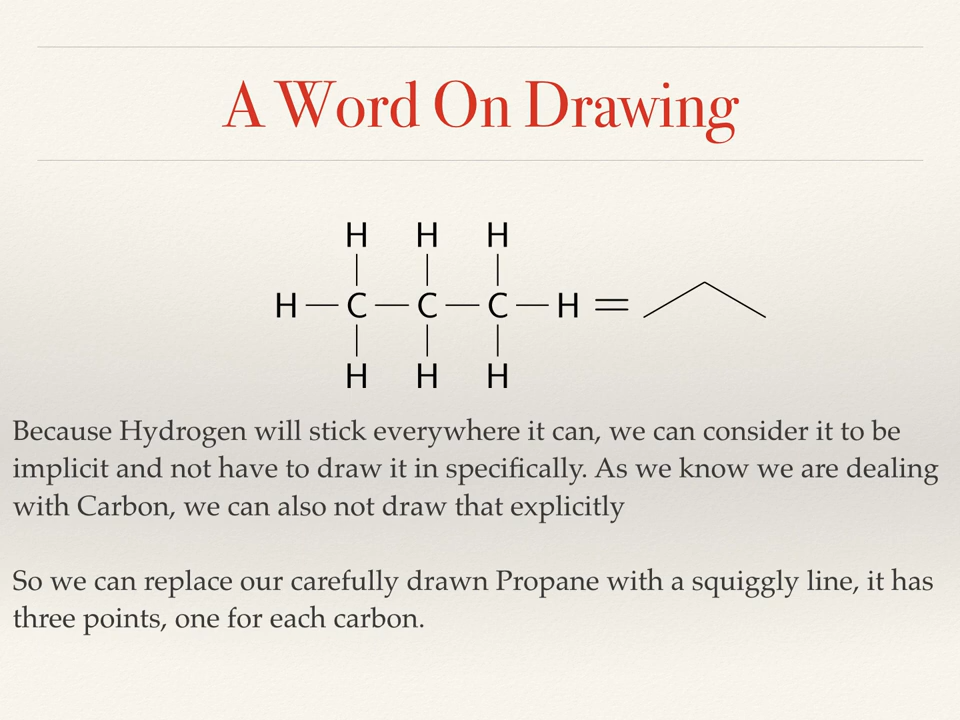 A Word On Drawing
H H H
H C C C H =
H H H
Because Hydrogen will stick everywhere it can, we can consider it to be
implicit and not have to draw it in specifically. As we know we are dealing
with Carbon, we can also not draw that explicitly
So we can replace our carefully drawn Propane with a squiggly line, it has
three points, one for each carbon.